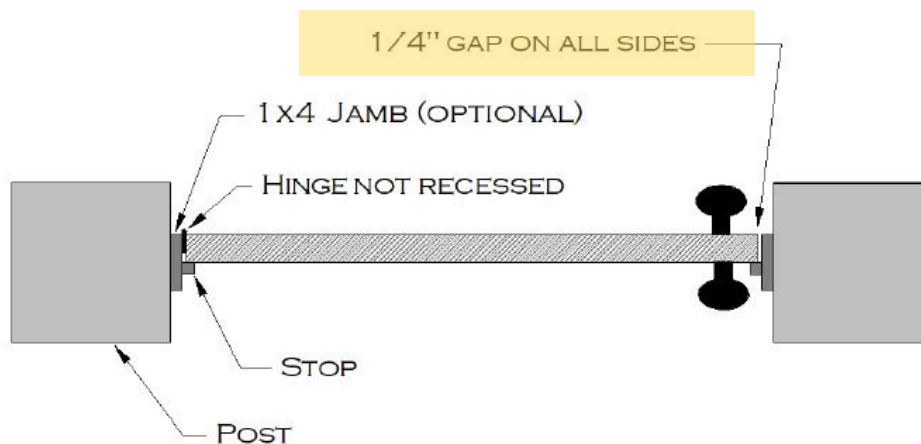 1/4" GAP ON ALL SIDES
1X4 JAMB (OPTIONAL)
HINGE NOT RECESSED
STOP
POST